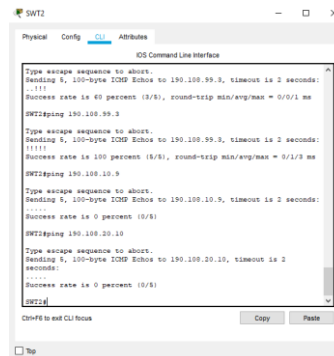 SWT2
Physical Config CLI Attributes
IOS Command Line Interface
Type escape sequence to abort.
Sending 5, 100-byte ICMP Echos to 190.108.99.3, timeout is 2 seconds:
..!!!
Success rate is 60 percent (3/5), round-trip min/avg/max = 0/0/1 ms
SWT2#ping 190.108.99.3
Type escape sequence to abort.
Sending 5, 100-byte ICMP Echos to 190.108.99.3, timeout is 2 seconds:
!!!!!
Success rate is 100 percent (5/5), round-trip min/avg/max = 0/1/3 ms
SWT2#ping 190.108.10.9
Type escape sequence to abort.
Sending 5, 100-byte ICMP Echos to 190.108.10.9, timeout is 2 seconds:
.....
Success rate is 0 percent (0/5)
SWT2#ping 190.108.20.10
Type escape sequence to abort.
Sending 5, 100-byte ICMP Echos to 190.108.20.10, timeout is 2
seconds:
.....
Success rate is 0 percent (0/5)
SWT2#
Ctrl+F6 to exit CLI focus
Copy Paste
Top